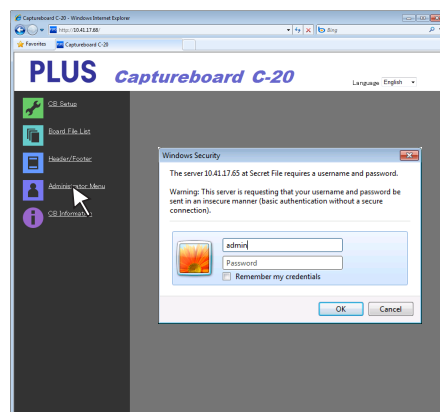 Captureboard C-20 - Windows Internet Explorer
http://10.41.17.68/
Bing
Favorites Captureboard C-20
PLUS Captureboard C-20
Language English
CB Setup
Board File List
Header/Footer
Administrator Menu
CB Information
Windows Security
The server 10.41.17.65 at Secret File requires a username and password.
Warning: This server is requesting that your username and password be
sent in an insecure manner (basic authentication without a secure
connection).
admin
Password
Remember my credentials
OK Cancel